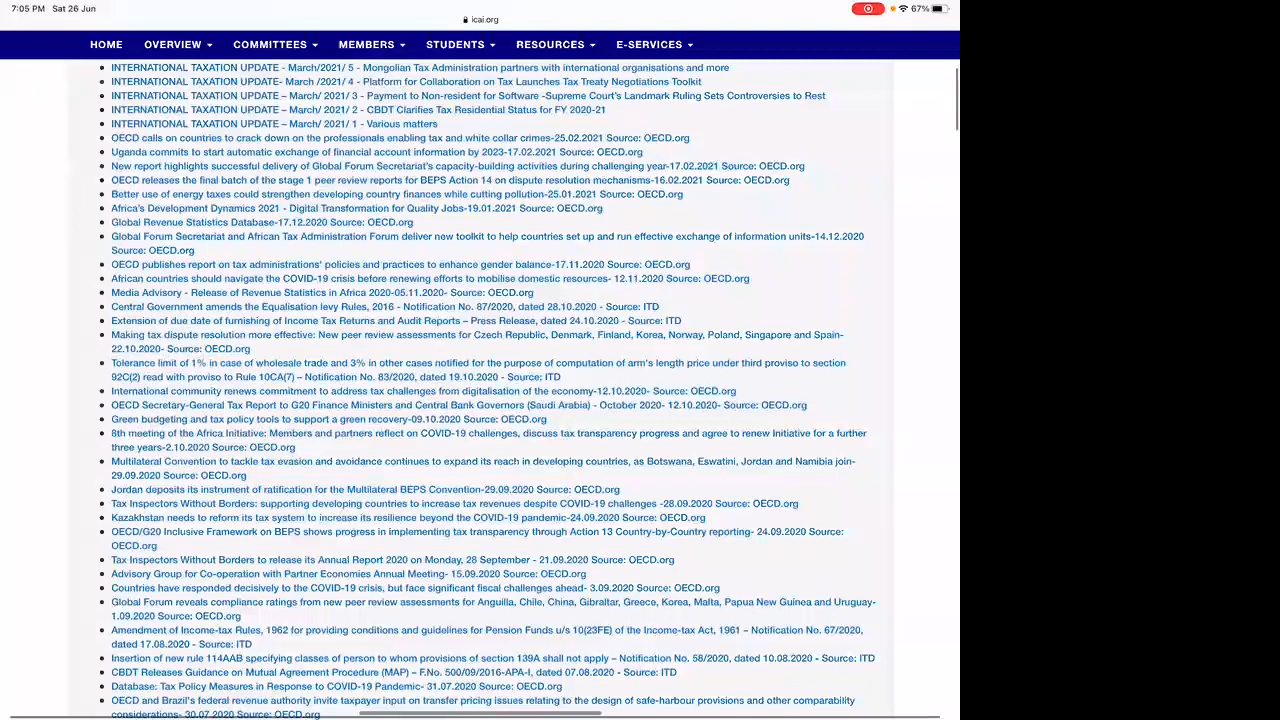 7:05 PM Sat 26 Jun
67%
icai.org
HOME OVERVIEW COMMITTEES MEMBERS STUDENTS RESOURCES E-SERVICES
INTERNATIONAL TAXATION UPDATE - March/2021/ 5 - Mongolian Tax Administration partners with international organisations and more
INTERNATIONAL TAXATION UPDATE- March /2021/ 4 - Platform for Collaboration on Tax Launches Tax Treaty Negotiations Toolkit
INTERNATIONAL TAXATION UPDATE – March/ 2021/ 3 - Payment to Non-resident for Software -Supreme Court's Landmark Ruling Sets Controversies to Rest
INTERNATIONAL TAXATION UPDATE – March/ 2021/ 2 - CBDT Clarifies Tax Residential Status for FY 2020-21
INTERNATIONAL TAXATION UPDATE – March/ 2021/ 1 - Various matters
OECD calls on countries to crack down on the professionals enabling tax and white collar crimes-25.02.2021 Source: OECD.org
Uganda commits to start automatic exchange of financial account information by 2023-17.02.2021 Source: OECD.org
New report highlights successful delivery of Global Forum Secretariat's capacity-building activities during challenging year-17.02.2021 Source: OECD.org
OECD releases the final batch of the stage 1 peer review reports for BEPS Action 14 on dispute resolution mechanisms-16.02.2021 Source: OECD.org
Better use of energy taxes could strengthen developing country finances while cutting pollution-25.01.2021 Source: OECD.org
Africa's Development Dynamics 2021 - Digital Transformation for Quality Jobs-19.01.2021 Source: OECD.org
Global Revenue Statistics Database-17.12.2020 Source: OECD.org
Global Forum Secretariat and African Tax Administration Forum deliver new toolkit to help countries set up and run effective exchange of information units-14.12.2020
Source: OECD.org
OECD publishes report on tax administrations' policies and practices to enhance gender balance-17.11.2020 Source: OECD.org
African countries should navigate the COVID-19 crisis before renewing efforts to mobilise domestic resources- 12.11.2020 Source: OECD.org
Media Advisory - Release of Revenue Statistics in Africa 2020-05.11.2020- Source: OECD.org
Central Government amends the Equalisation levy Rules, 2016 - Notification No. 87/2020, dated 28.10.2020 - Source: ITD
Extension of due date of furnishing of Income Tax Returns and Audit Reports – Press Release, dated 24.10.2020 - Source: ITD
Making tax dispute resolution more effective: New peer review assessments for Czech Republic, Denmark, Finland, Korea, Norway, Poland, Singapore and Spain-
22.10.2020- Source: OECD.org
Tolerance limit of 1% in case of wholesale trade and 3% in other cases notified for the purpose of computation of arm's length price under third proviso to section
92C(2) read with proviso to Rule 10CA(7) – Notification No. 83/2020, dated 19.10.2020 - Source: ITD
International community renews commitment to address tax challenges from digitalisation of the economy-12.10.2020- Source: OECD.org
OECD Secretary-General Tax Report to G20 Finance Ministers and Central Bank Governors (Saudi Arabia) - October 2020- 12.10.2020- Source: OECD.org
Green budgeting and tax policy tools to support a green recovery-09.10.2020 Source: OECD.org
8th meeting of the Africa Initiative: Members and partners reflect on COVID-19 challenges, discuss tax transparency progress and agree to renew Initiative for a further
three years-2.10.2020 Source: OECD.org
Multilateral Convention to tackle tax evasion and avoidance continues to expand its reach in developing countries, as Botswana, Eswatini, Jordan and Namibia join-
29.09.2020 Source: OECD.org
Jordan deposits its instrument of ratification for the Multilateral BEPS Convention-29.09.2020 Source: OECD.org
Tax Inspectors Without Borders: supporting developing countries to increase tax revenues despite COVID-19 challenges -28.09.2020 Source: OECD.org
Kazakhstan needs to reform its tax system to increase its resilience beyond the COVID-19 pandemic-24.09.2020 Source: OECD.org
OECD/G20 Inclusive Framework on BEPS shows progress in implementing tax transparency through Action 13 Country-by-Country reporting- 24.09.2020 Source:
OECD.org
Tax Inspectors Without Borders to release its Annual Report 2020 on Monday, 28 September - 21.09.2020 Source: OECD.org
Advisory Group for Co-operation with Partner Economies Annual Meeting- 15.09.2020 Source: OECD.org
Countries have responded decisively to the COVID-19 crisis, but face significant fiscal challenges ahead- 3.09.2020 Source: OECD.org
Global Forum reveals compliance ratings from new peer review assessments for Anguilla, Chile, China, Gibraltar, Greece, Korea, Malta, Papua New Guinea and Uruguay-
1.09.2020 Source: OECD.org
Amendment of Income-tax Rules, 1962 for providing conditions and guidelines for Pension Funds u/s 10(23FE) of the Income-tax Act, 1961 – Notification No. 67/2020,
dated 17.08.2020 - Source: ITD
Insertion of new rule 114AAB specifying classes of person to whom provisions of section 139A shall not apply – Notification No. 58/2020, dated 10.08.2020 - Source: ITD
CBDT Releases Guidance on Mutual Agreement Procedure (MAP) – F.No. 500/09/2016-APA-I, dated 07.08.2020 - Source: ITD
Database: Tax Policy Measures in Response to COVID-19 Pandemic- 31.07.2020 Source: OECD.org
OECD and Brazil's federal revenue authority invite taxpayer input on transfer pricing issues relating to the design of safe-harbour provisions and other comparability
considerations- 30.07.2020 Source: OECD.org